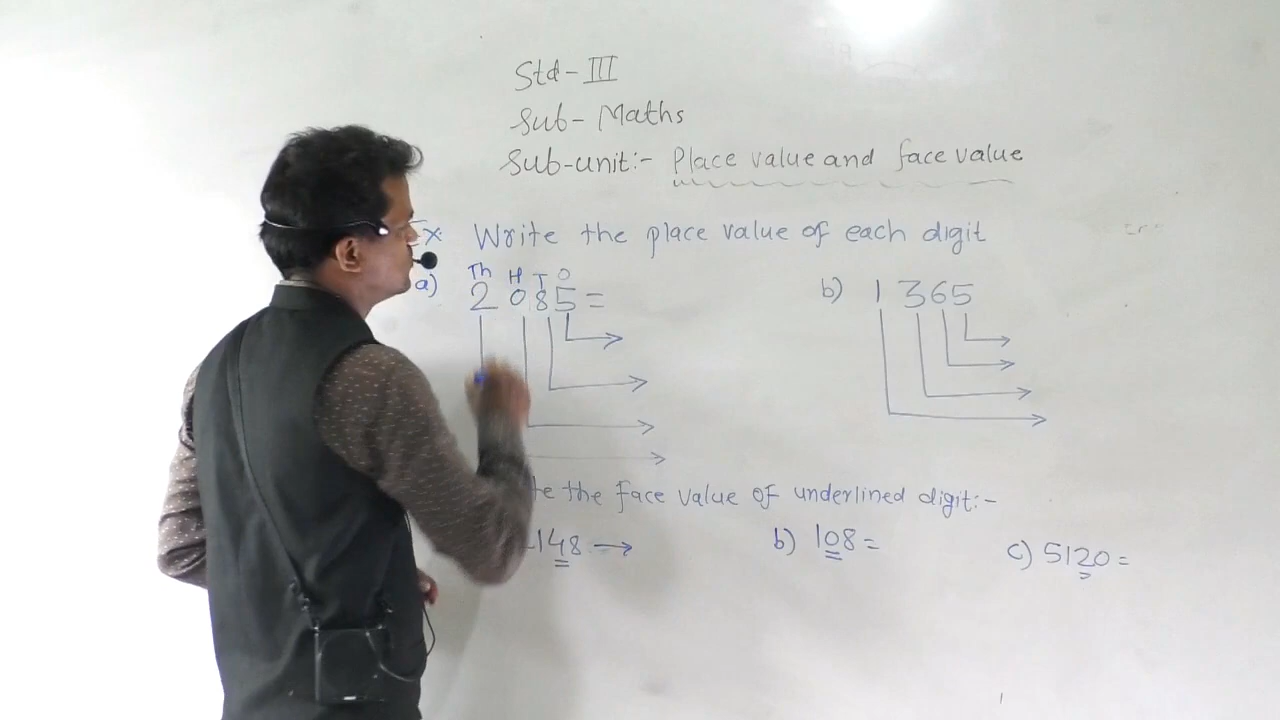 Std - III
Sub - Maths
Sub-unit:- Place value and face value
Ex Write the place value of each digit
Th H T O
a) 2085 = b) 1365
the face value of underlined digit:-
148 → b) 108 = c) 5120 =